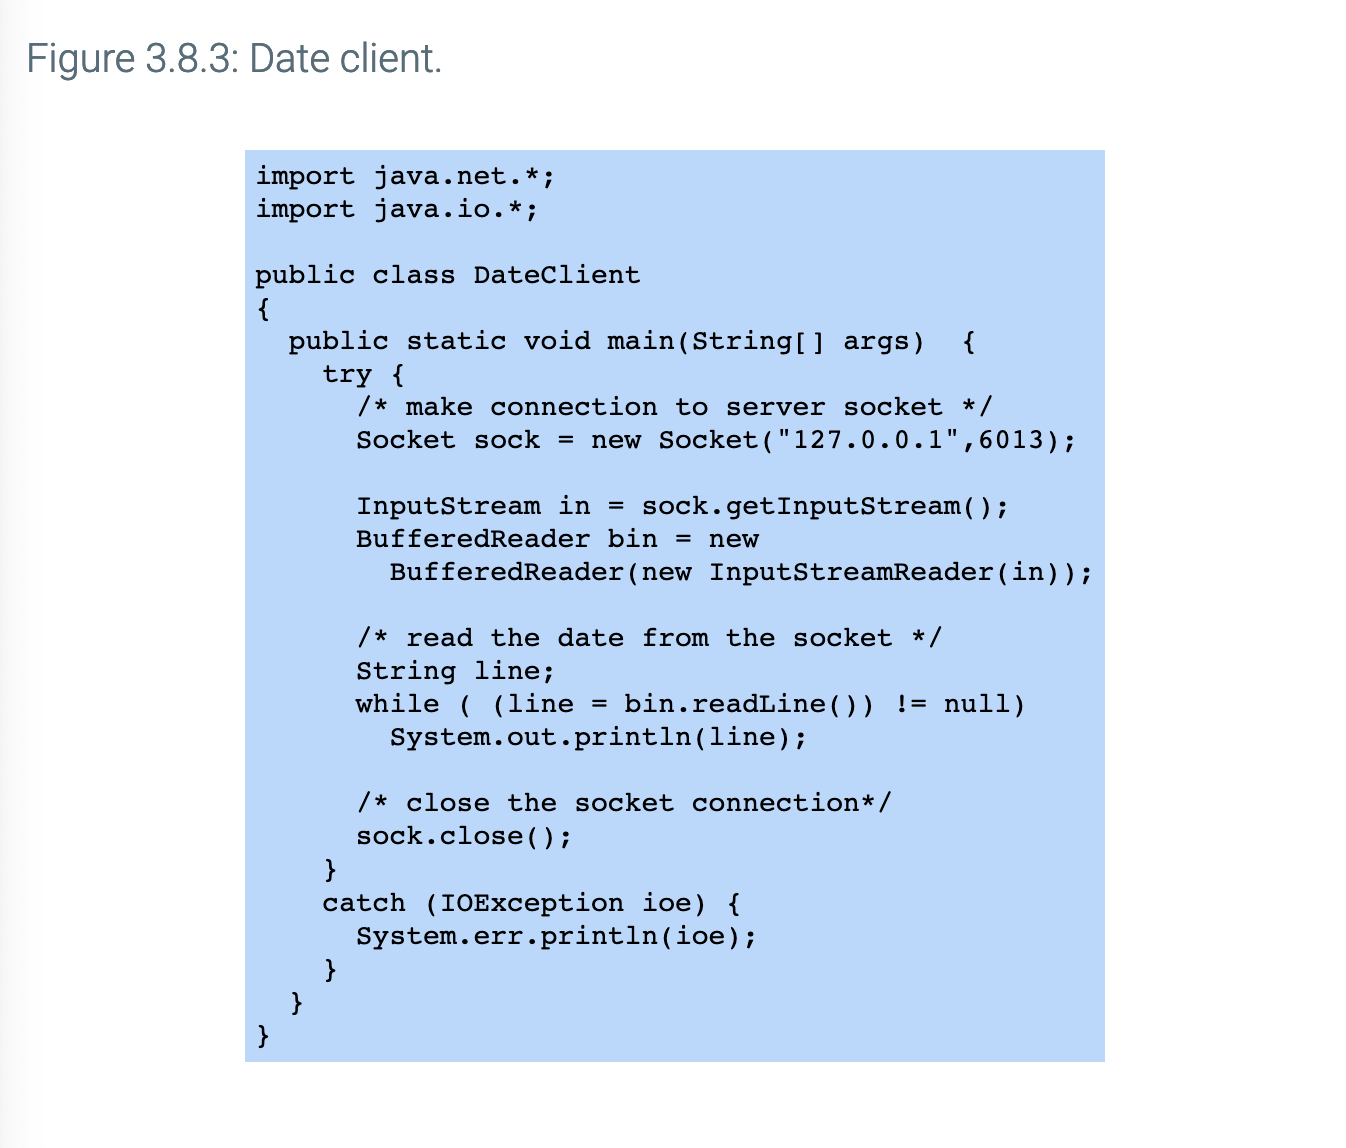 Figure 3.8.3: Date client.
import java.net.*;
import java.io.*;

public class DateClient
{
  public static void main(String[] args)  {
    try {
      /* make connection to server socket */
      Socket sock = new Socket("127.0.0.1",6013);

      InputStream in = sock.getInputStream();
      BufferedReader bin = new
        BufferedReader(new InputStreamReader(in));

      /* read the date from the socket */
      String line;
      while ( (line = bin.readLine()) != null)
        System.out.println(line);

      /* close the socket connection*/
      sock.close();
    }
    catch (IOException ioe) {
      System.err.println(ioe);
    }
  }
}